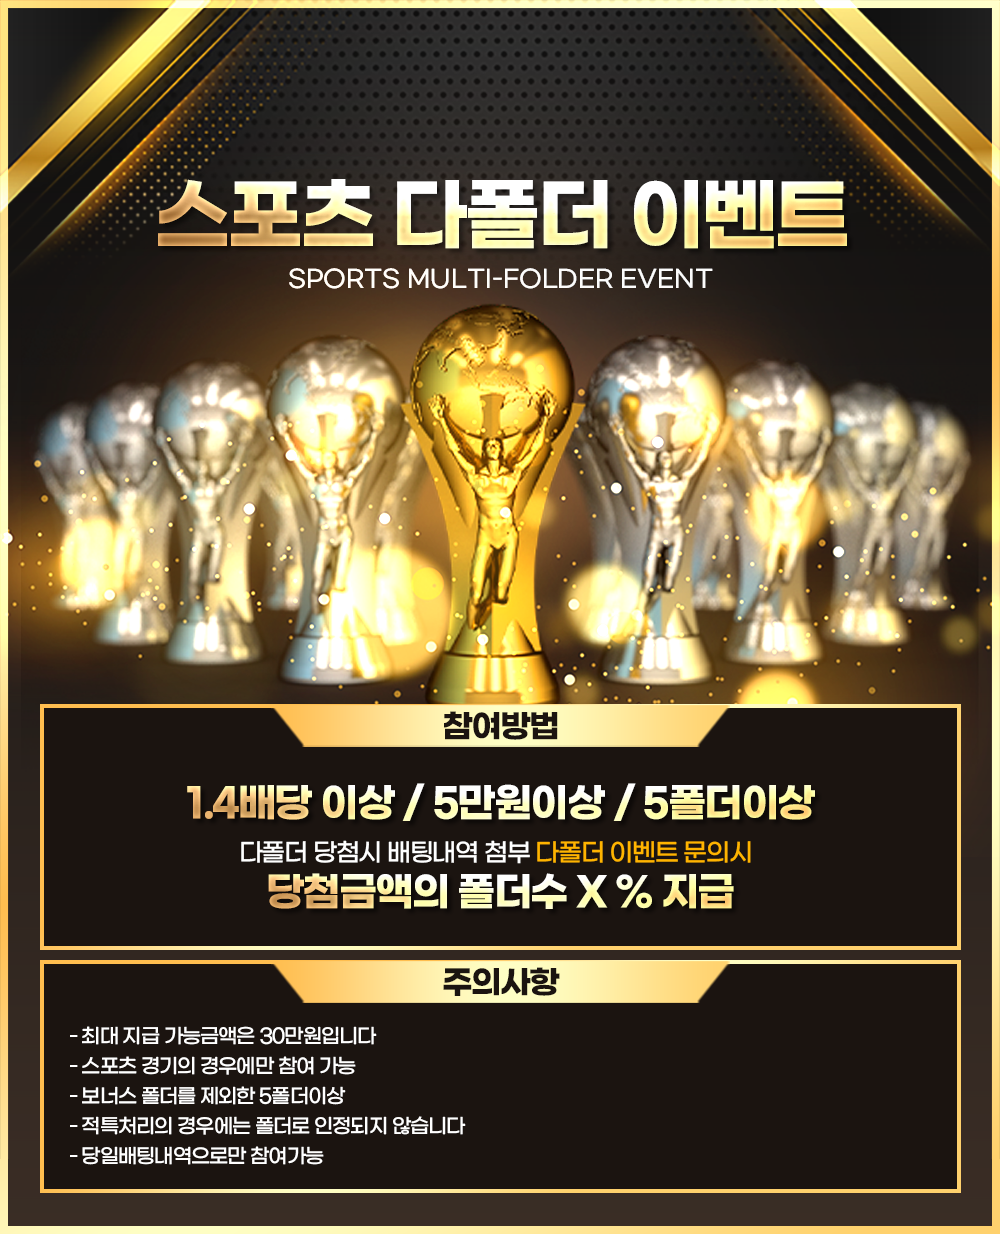 스포츠 다폴더 이벤트
SPORTS MULTI-FOLDER EVENT
참여방법
1.4배당 이상 / 5만원이상 / 5폴더이상
다폴더 당첨시 배팅내역 첨부 다폴더 이벤트 문의시
당첨금액의 폴더수 X % 지급
주의사항
- 최대 지급 가능금액은 30만원입니다
- 스포츠 경기의 경우에만 참여 가능
- 보너스 폴더를 제외한 5폴더이상
- 적특처리의 경우에는 폴더로 인정되지 않습니다
- 당일배팅내역으로만 참여가능